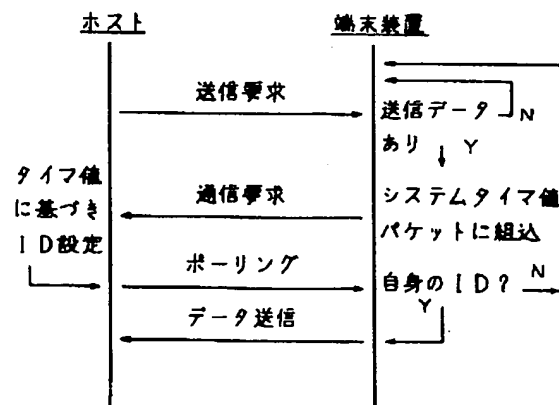 ホスト
端末装置
送信要求
送信データ N
あり Y
タイマ値
に基づき
ID設定
通信要求
システムタイマ値
パケットに組込
ポーリング
自身のID? N
Y
データ送信